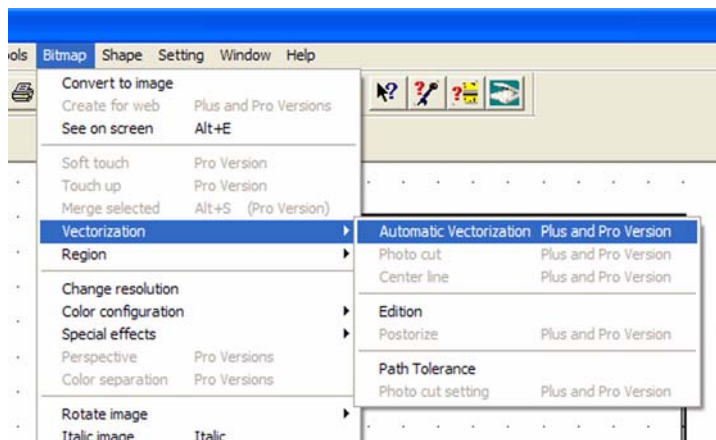 ols Bitmap Shape Setting Window Help
Convert to image
Create for web Plus and Pro Versions
See on screen Alt+E
Soft touch Pro Version
Touch up Pro Version
Merge selected Alt+S (Pro Version)
Vectorization
Region
Change resolution
Color configuration
Special effects
Perspective Pro Versions
Color separation Pro Versions
Rotate image
Italic image Italic
Automatic Vectorization Plus and Pro Version
Photo cut Plus and Pro Version
Center line Plus and Pro Version
Edition
Postorize Plus and Pro Version
Path Tolerance
Photo cut setting Plus and Pro Version